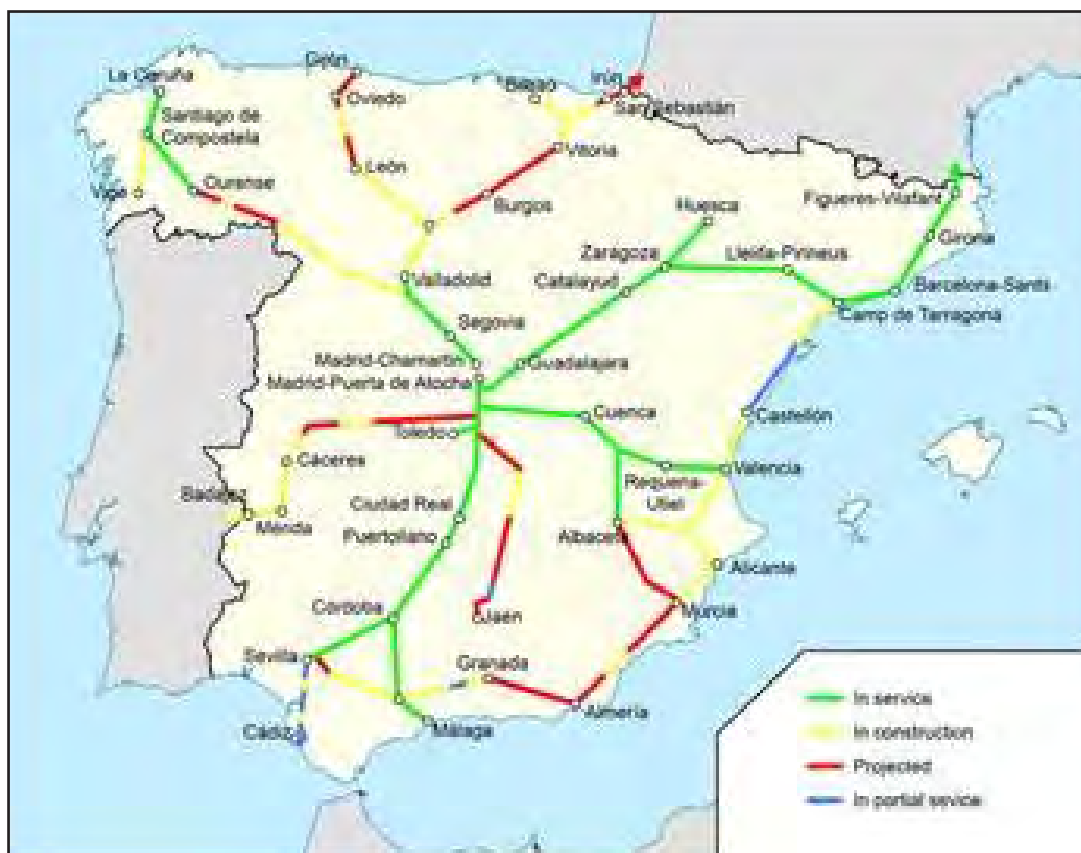 Gijón
La Coruña
Oviedo
Bilbao
Irún
San Sebastián
Santiago de
Compostela
León
Vitoria
Vigo
Ourense
Burgos
Huesca
Figueres-Vilafant
Girona
Zaragoza
Lleida-Pirineus
Valladolid
Catalayud
Barcelona-Sants
Camp de Tarragona
Segovia
Madrid-Chamartín
Guadalajara
Madrid-Puerta de Atocha
Cuenca
Castellón
Toledo
Cáceres
Valencia
Requena-
Utiel
Badajoz
Mérida
Ciudad Real
Puertollano
Albacete
Alicante
Córdoba
Jaén
Murcia
Sevilla
Granada
Almería
Cádiz
Málaga
In service
In construction
Projected
In partial sevice